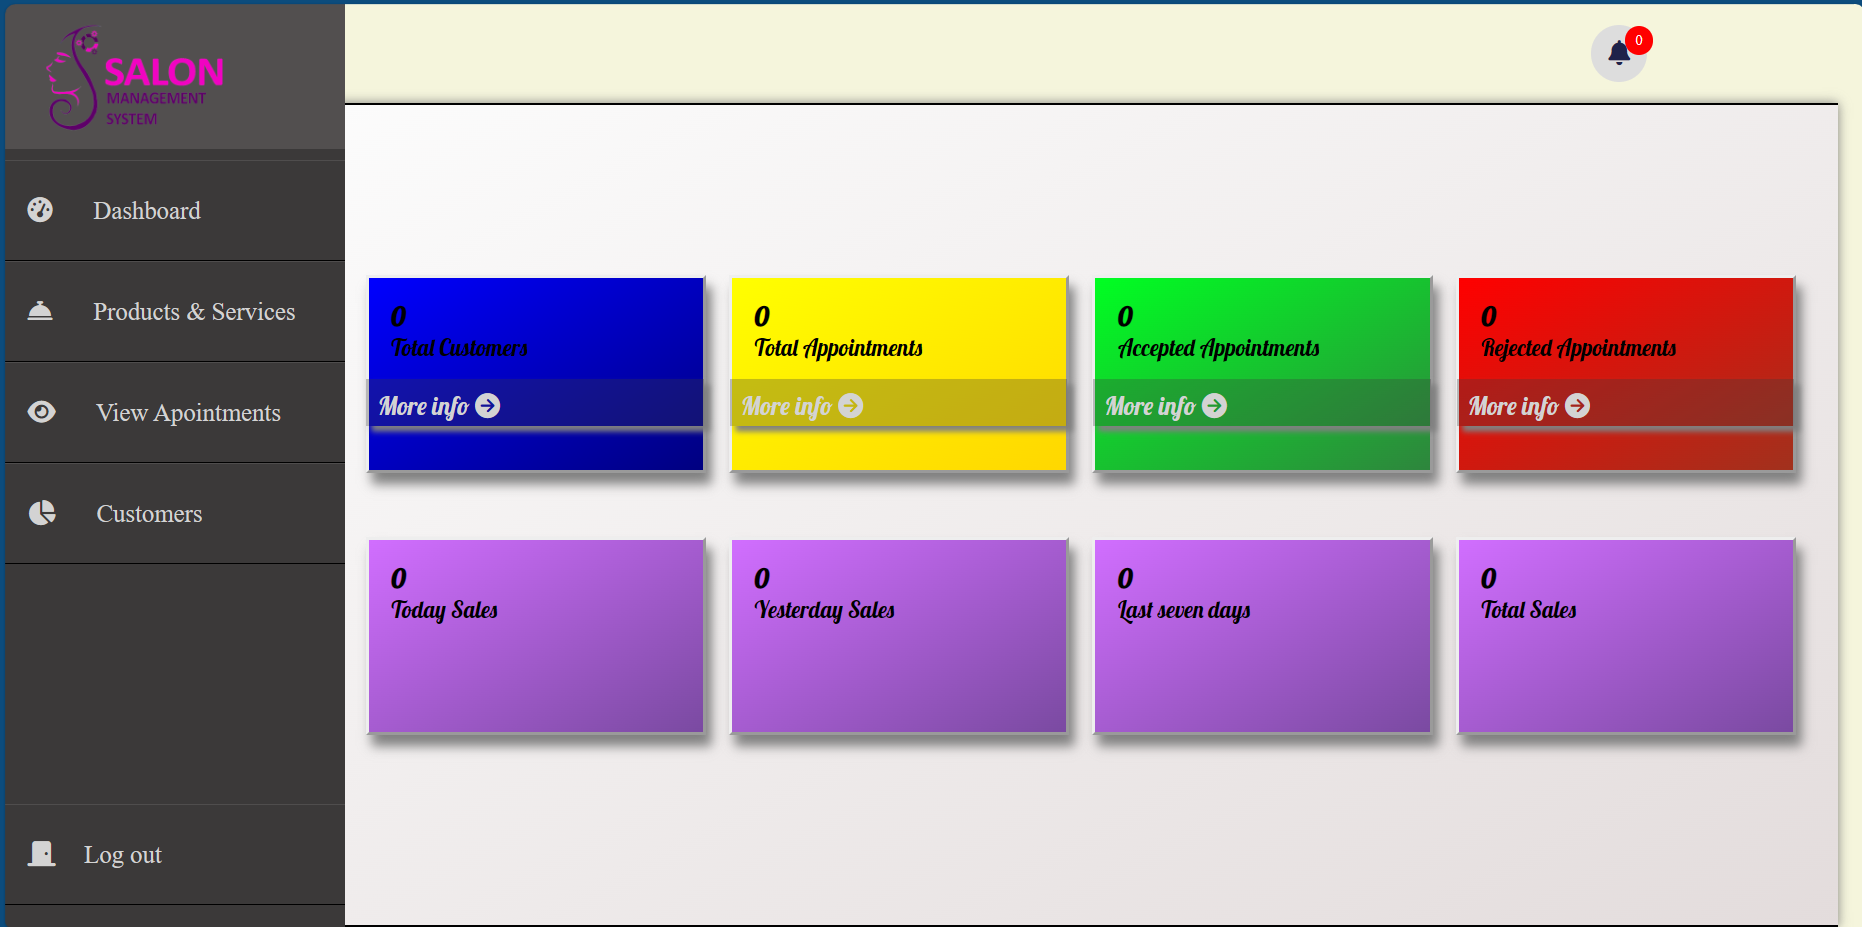 SALON
MANAGEMENT
SYSTEM
0
Dashboard
Products & Services
View Apointments
Customers
Log out
0
Total Customers
More info
0
Total Appointments
More info
0
Accepted Appointments
More info
0
Rejected Appointments
More info
0
Today Sales
0
Yesterday Sales
0
Last seven days
0
Total Sales